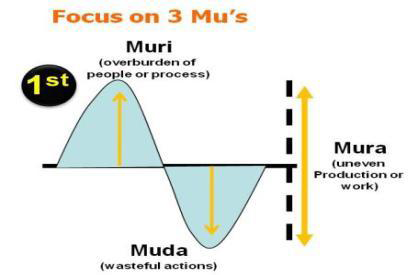 Focus on 3 Mu's
Muri
(overburden of
people or process)
1st
Mura
(uneven
Production or
work)
Muda
(wasteful actions)